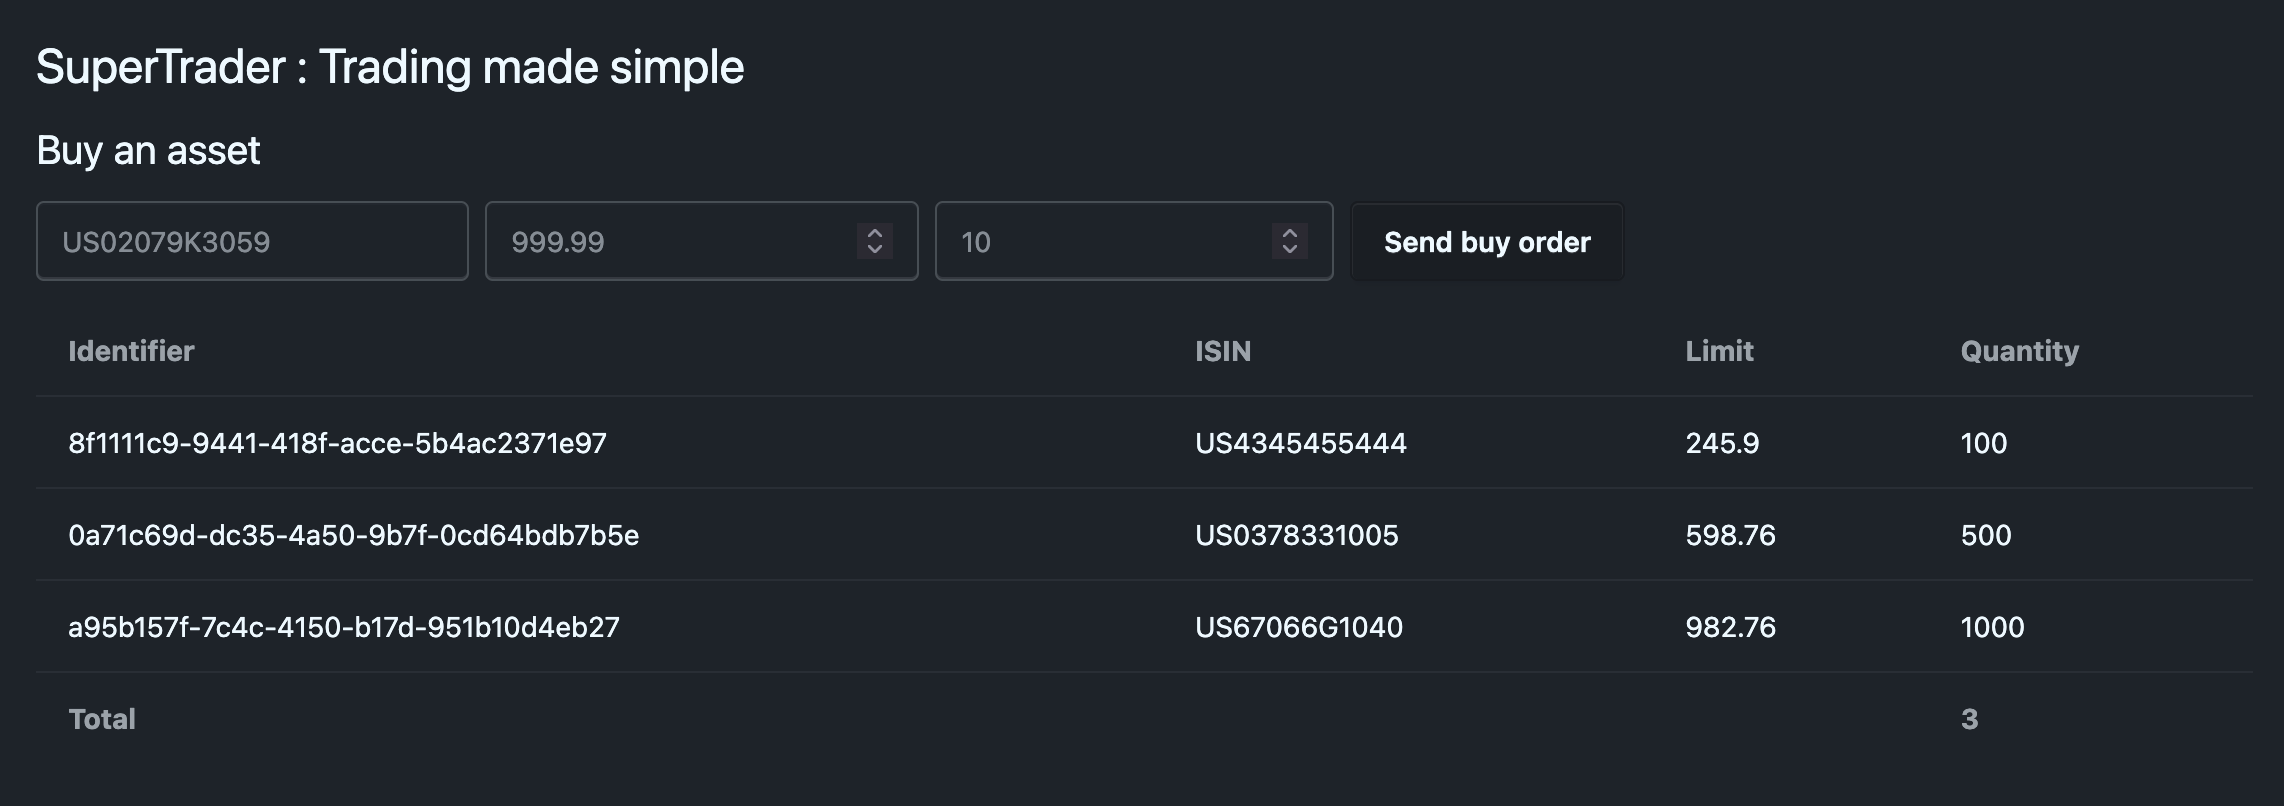 SuperTrader : Trading made simple
Buy an asset
US02079K3059 999.99 10 Send buy order
Identifier ISIN Limit Quantity
8f1111c9-9441-418f-acce-5b4ac2371e97 US4345455444 245.9 100
0a71c69d-dc35-4a50-9b7f-0cd64bdb7b5e US0378331005 598.76 500
a95b157f-7c4c-4150-b17d-951b10d4eb27 US67066G1040 982.76 1000
Total 3